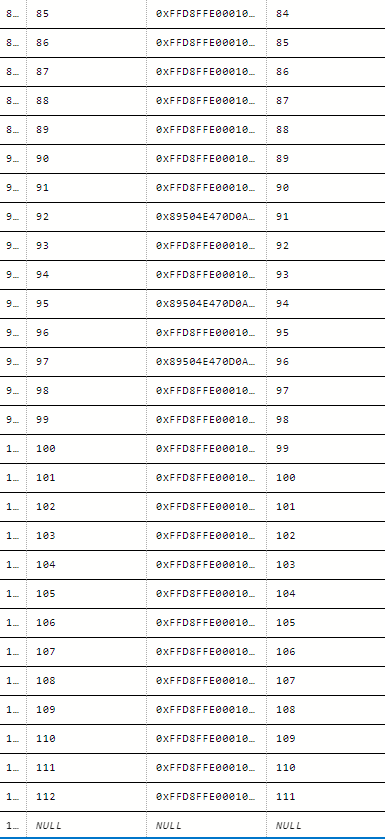 8… 85 0xFFD8FFE00010… 84
8… 86 0xFFD8FFE00010… 85
8… 87 0xFFD8FFE00010… 86
8… 88 0xFFD8FFE00010… 87
8… 89 0xFFD8FFE00010… 88
9… 90 0xFFD8FFE00010… 89
9… 91 0xFFD8FFE00010… 90
9… 92 0x89504E470D0A… 91
9… 93 0xFFD8FFE00010… 92
9… 94 0xFFD8FFE00010… 93
9… 95 0x89504E470D0A… 94
9… 96 0xFFD8FFE00010… 95
9… 97 0x89504E470D0A… 96
9… 98 0xFFD8FFE00010… 97
9… 99 0xFFD8FFE00010… 98
1… 100 0xFFD8FFE00010… 99
1… 101 0xFFD8FFE00010… 100
1… 102 0xFFD8FFE00010… 101
1… 103 0xFFD8FFE00010… 102
1… 104 0xFFD8FFE00010… 103
1… 105 0xFFD8FFE00010… 104
1… 106 0xFFD8FFE00010… 105
1… 107 0xFFD8FFE00010… 106
1… 108 0xFFD8FFE00010… 107
1… 109 0xFFD8FFE00010… 108
1… 110 0xFFD8FFE00010… 109
1… 111 0xFFD8FFE00010… 110
1… 112 0xFFD8FFE00010… 111
1… NULL NULL NULL